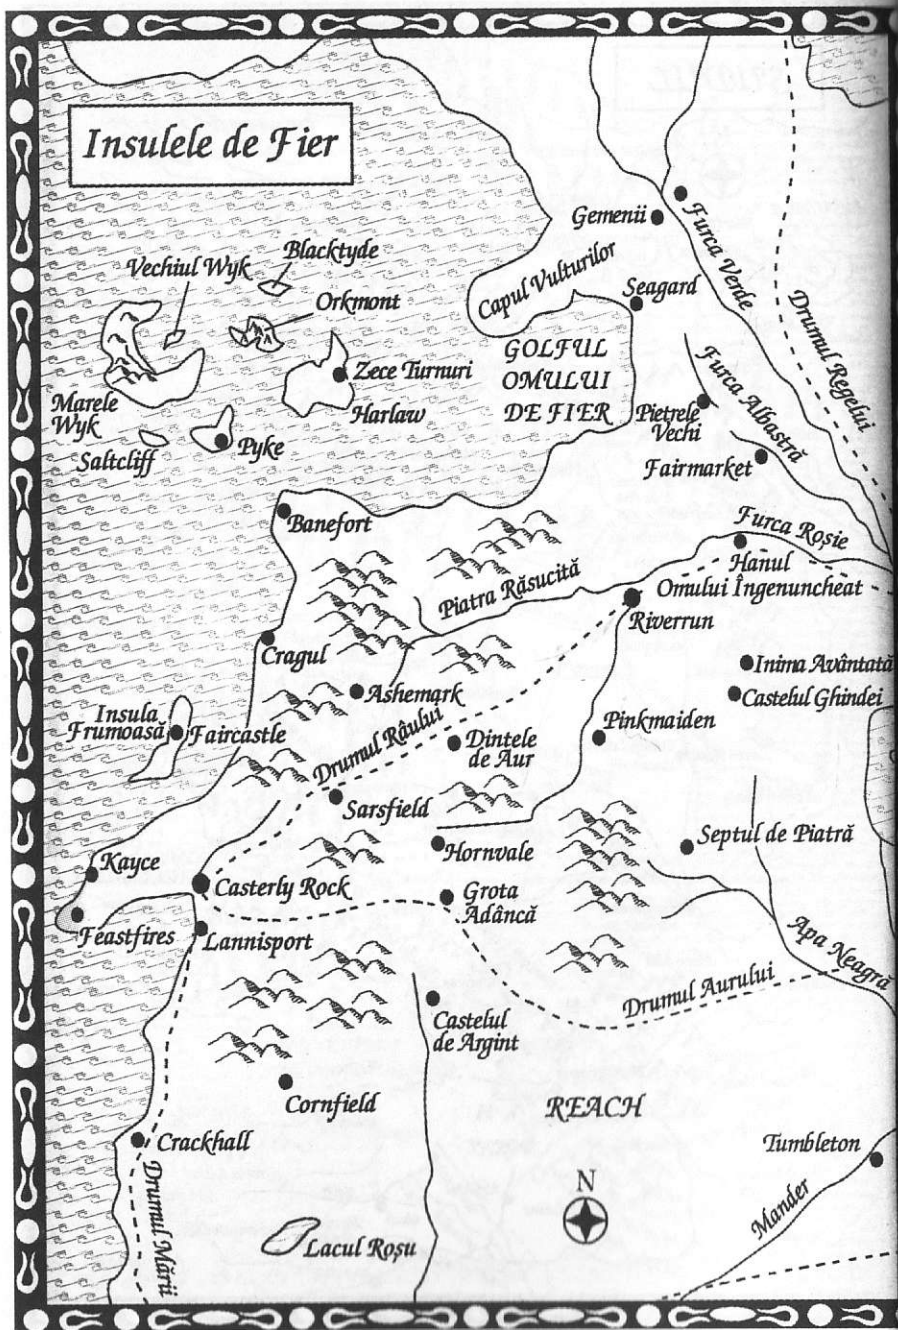 Insulele de Fier
Gemenii
Furca Verde
Drumul Regelui
Blacktyde
Vechiul Wyk
Orkmont
Capul Vulturilor
Seagard
GOLFUL
OMULUI
DE FIER
Zece Turnuri
Harlaw
Marele
Wyk
Saltcliff
Pyke
Furca Albastră
Pietrele
Vechi
Fairmarket
Banefort
Furca Roșie
Hanul
Omului Îngenuncheat
Piatra Răsucită
Riverrun
Cragul
Inima Avântată
Castelul Ghindei
Ashemark
Insula
Frumoasă
Faircastle
Drumul Râului
Dintele
de Aur
Pinkmaiden
Sarsfield
Hornvale
Septul de Piatră
Kayce
Casterly Rock
Grota
Adâncă
Feastfires
Lannisport
Apa Neagră
Drumul Aurului
Castelul
de Argint
Cornfield
REACH
Crackhall
Tumbleton
Drumul Mării
N
Mander
Lacul Roșu